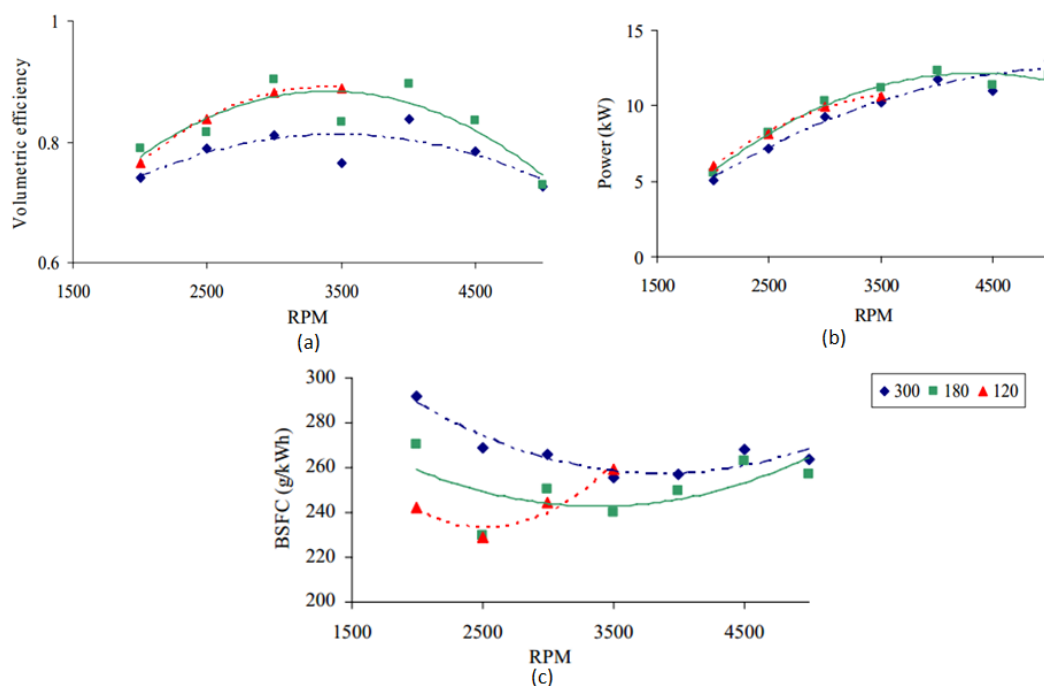 1
0.8
0.6
Volumetric efficiency
1500 2500 3500 4500
RPM
(a)
15
10
5
0
Power (kW)
1500 2500 3500 4500
RPM
(b)
300
280
260
240
220
200
BSFC (g/kWh)
1500 2500 3500 4500
RPM
(c)
300 180 120